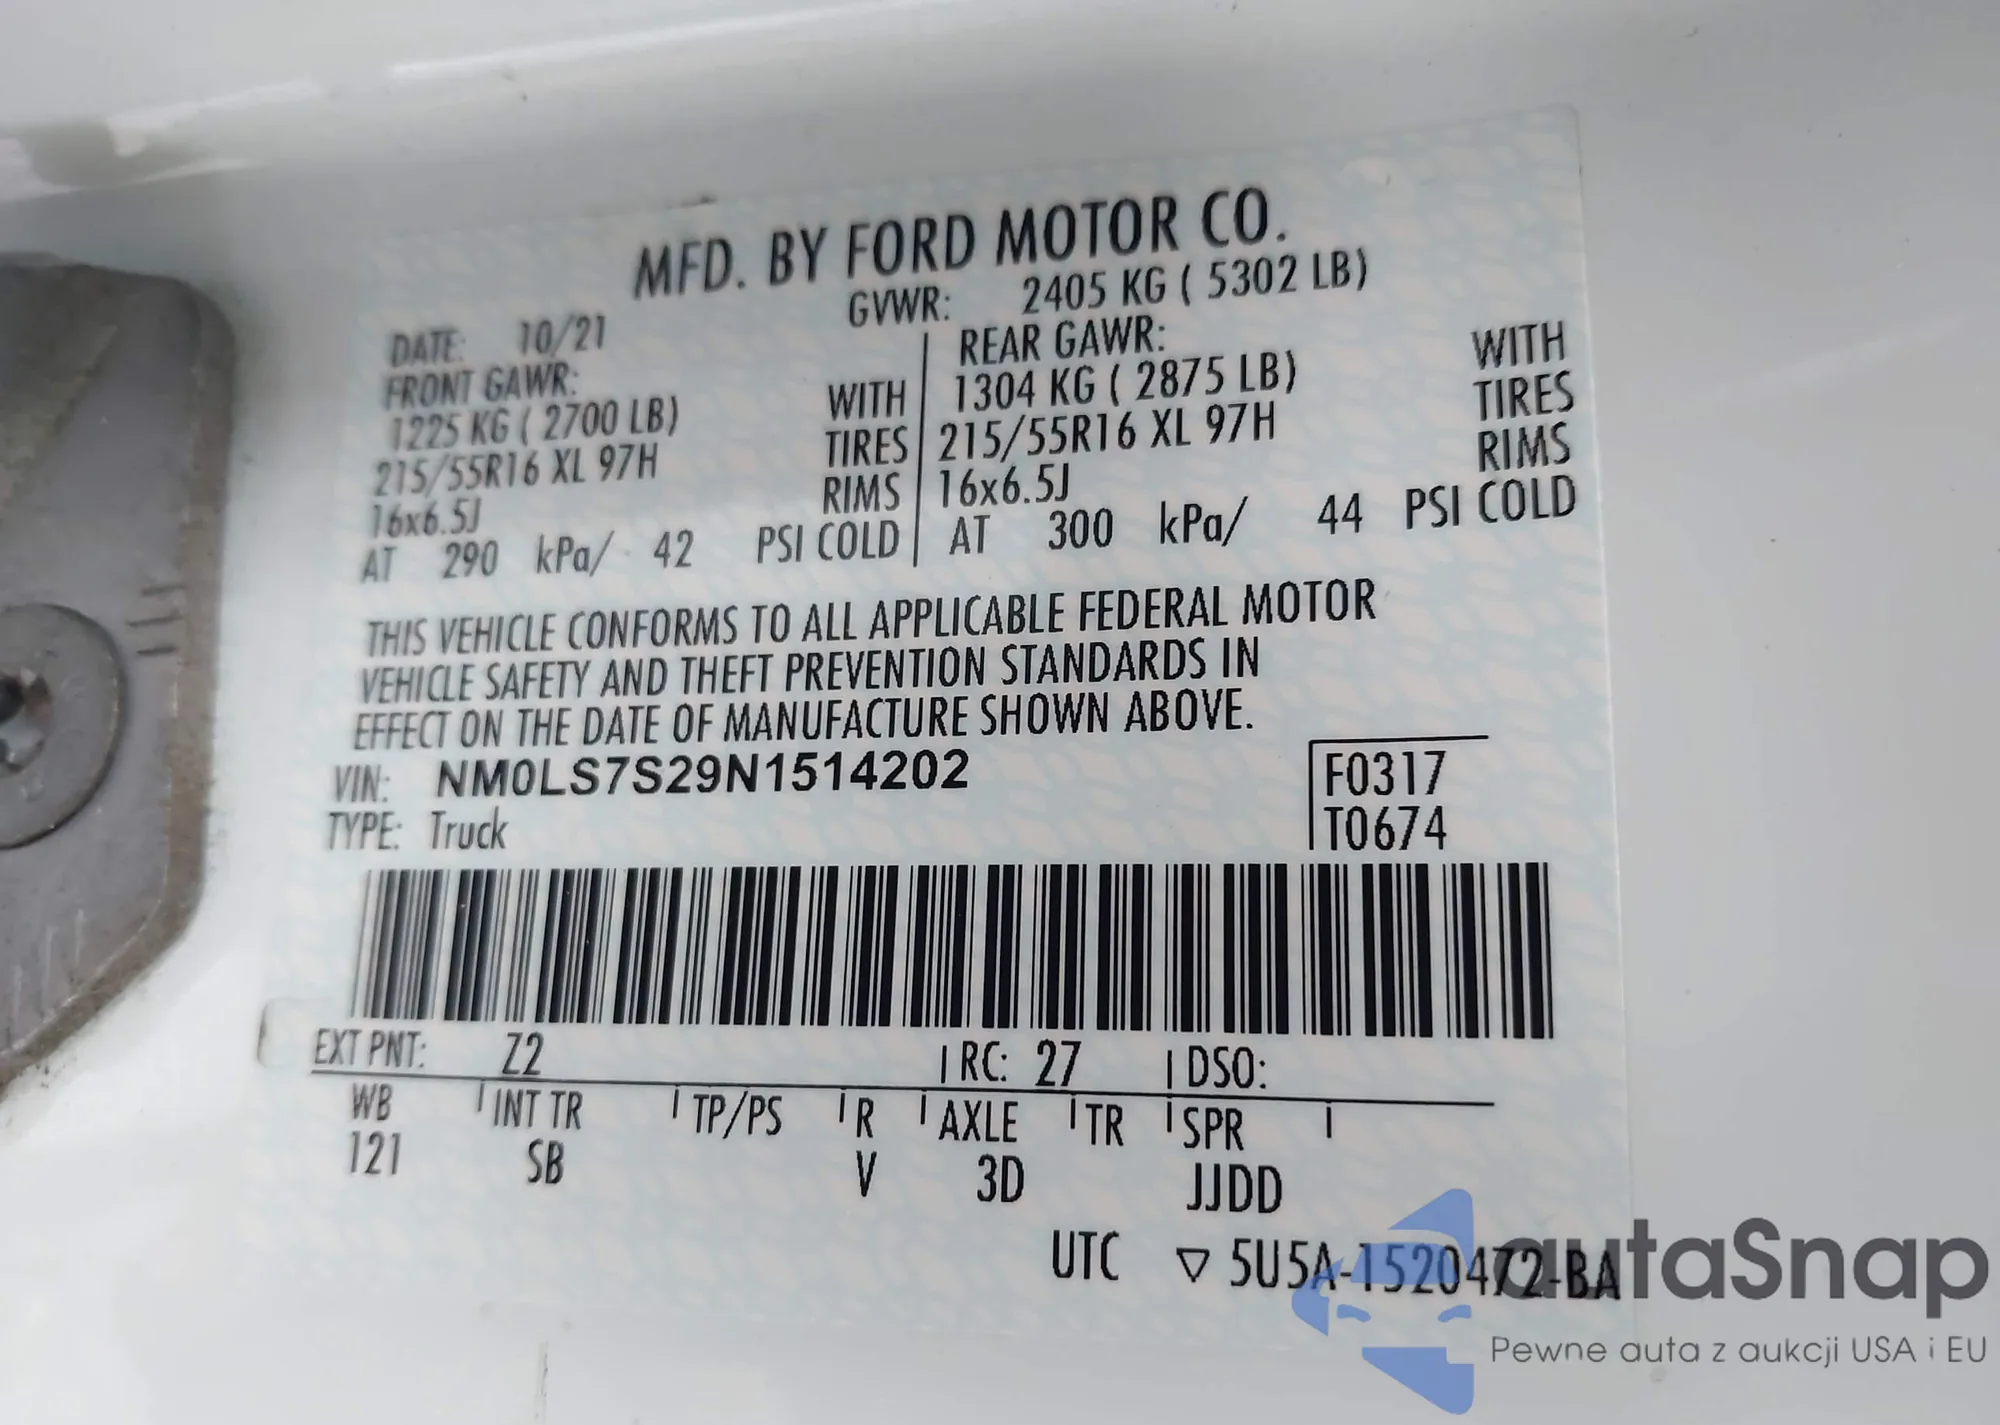 MFD. BY FORD MOTOR CO.
DATE: 10/21 GVWR: 2405 KG ( 5302 LB)
FRONT GAWR: REAR GAWR:
1225 KG ( 2700 LB) WITH 1304 KG ( 2875 LB) WITH
215/55R16 XL 97H TIRES 215/55R16 XL 97H TIRES
16x6.5J RIMS 16x6.5J RIMS
AT 290 kPa/ 42 PSI COLD AT 300 kPa/ 44 PSI COLD
THIS VEHICLE CONFORMS TO ALL APPLICABLE FEDERAL MOTOR
VEHICLE SAFETY AND THEFT PREVENTION STANDARDS IN
EFFECT ON THE DATE OF MANUFACTURE SHOWN ABOVE.
VIN: NM0LS7S29N1514202 F0317
TYPE: Truck T0674
EXT PNT: Z2 RC: 27 DSO:
WB INT TR TP/PS R AXLE TR SPR
121 SB V 3D JJDD
UTC ▽ 5U5A-1520472-BA
autaSnap
Pewne auta z aukcji USA i EU